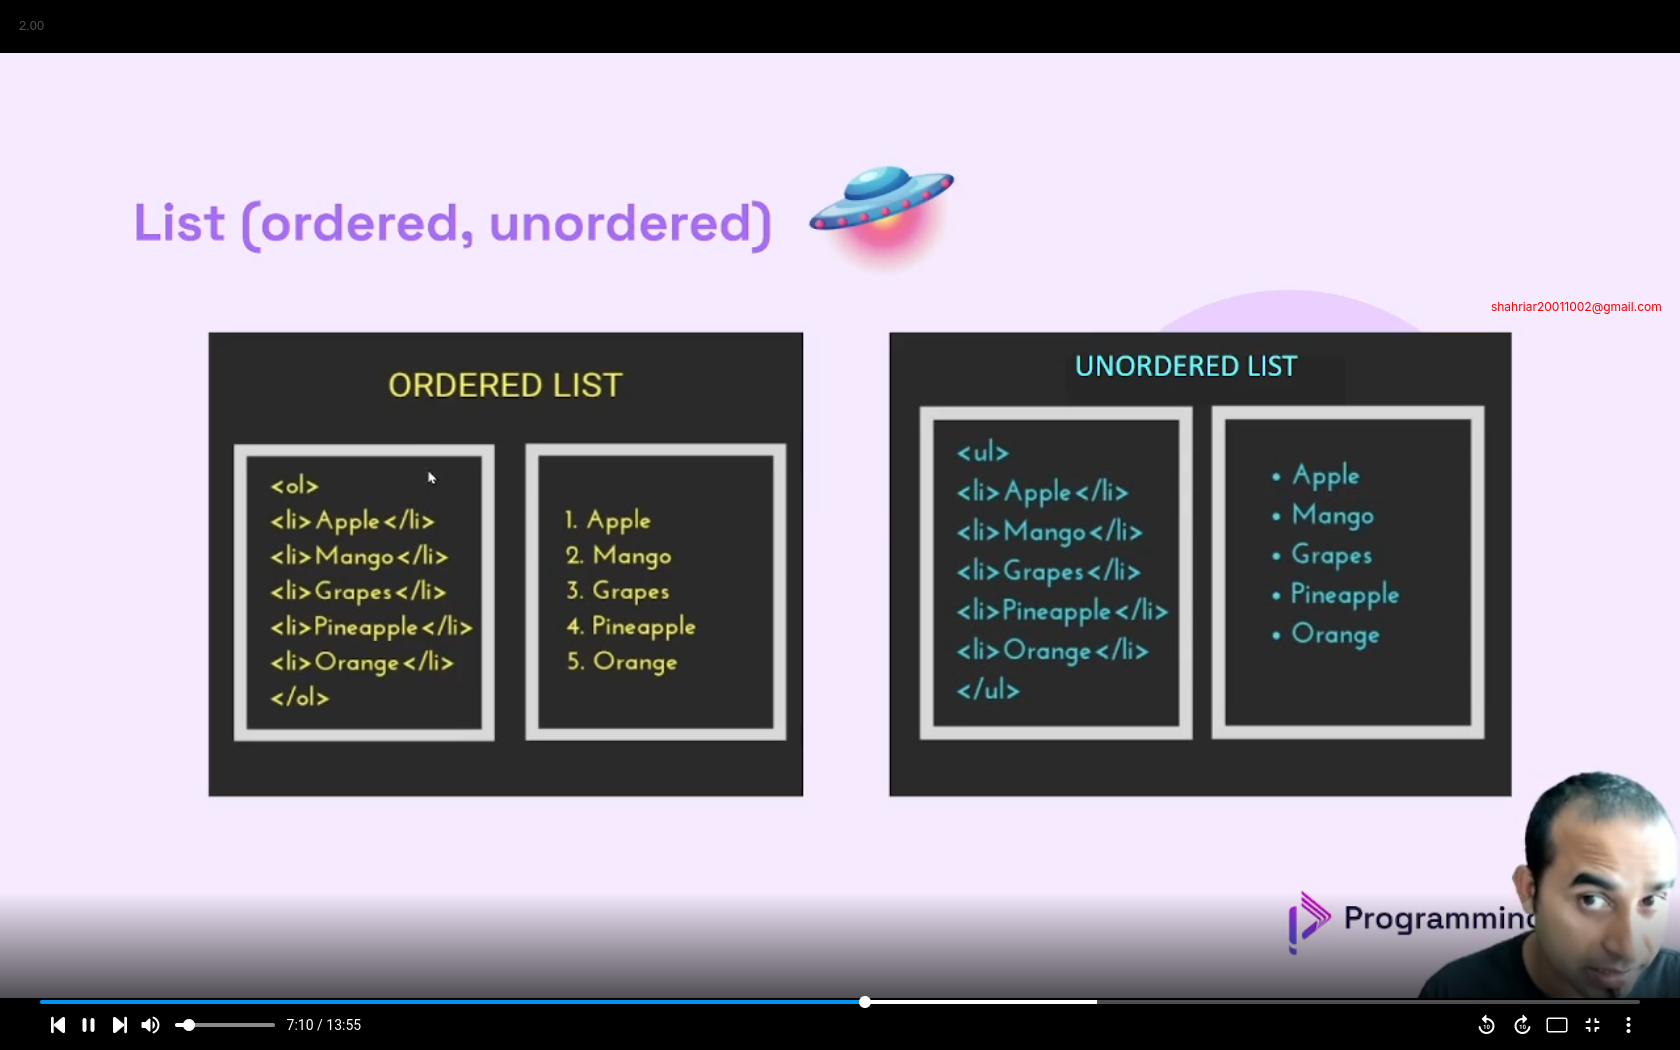 2.00
List (ordered, unordered)
shahriar20011002@gmail.com
ORDERED LIST
<ol>
<li>Apple</li>
<li>Mango</li>
<li>Grapes</li>
<li>Pineapple</li>
<li>Orange</li>
</ol>
1. Apple
2. Mango
3. Grapes
4. Pineapple
5. Orange
UNORDERED LIST
<ul>
<li>Apple</li>
<li>Mango</li>
<li>Grapes</li>
<li>Pineapple</li>
<li>Orange</li>
</ul>
• Apple
• Mango
• Grapes
• Pineapple
• Orange
Programming
7:10 / 13:55
10
10